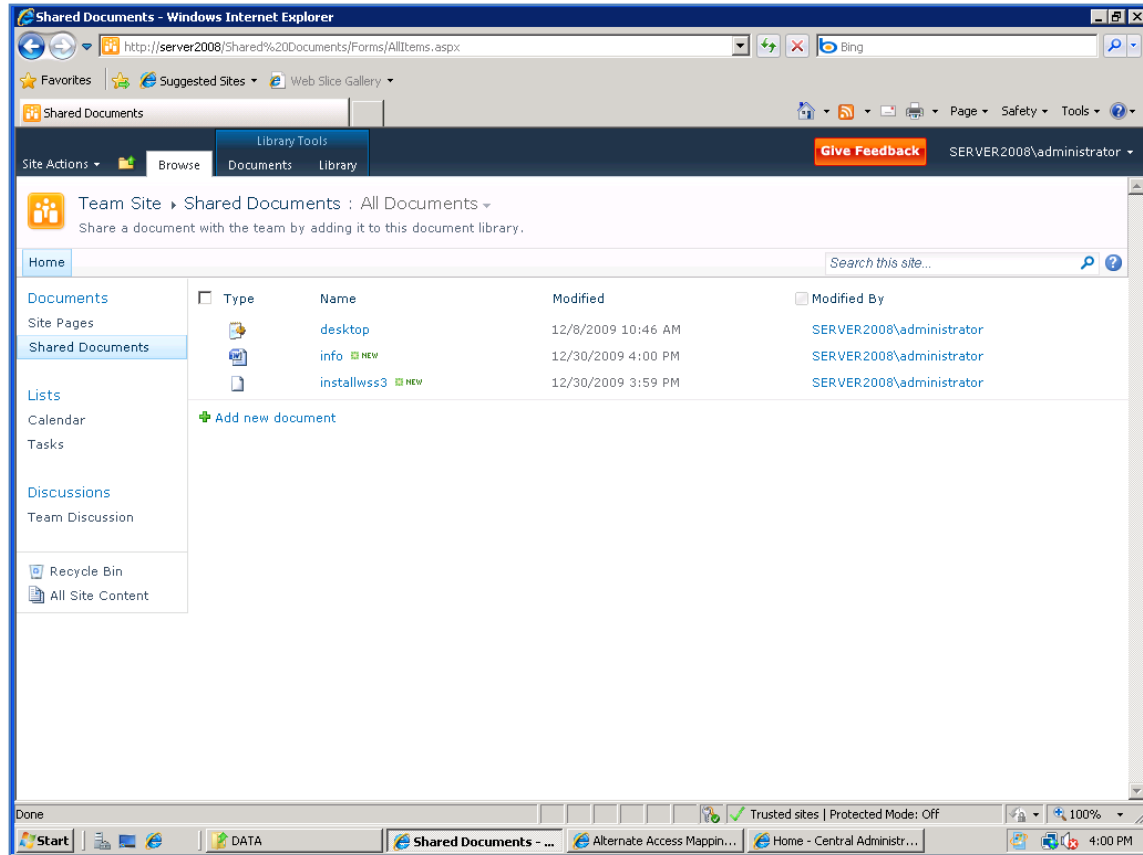 Shared Documents - Windows Internet Explorer
http://server2008/Shared%20Documents/Forms/AllItems.aspx
Bing
Favorites Suggested Sites Web Slice Gallery
Shared Documents Page Safety Tools
Library Tools
Site Actions Browse Documents Library Give Feedback SERVER2008\administrator
Team Site Shared Documents : All Documents
Share a document with the team by adding it to this document library.
Home Search this site...
Documents
Site Pages
Shared Documents
Lists
Calendar
Tasks
Discussions
Team Discussion
Recycle Bin
All Site Content
Type Name Modified Modified By
desktop 12/8/2009 10:46 AM SERVER2008\administrator
info NEW 12/30/2009 4:00 PM SERVER2008\administrator
installwss3 NEW 12/30/2009 3:59 PM SERVER2008\administrator
Add new document
Done Trusted sites | Protected Mode: Off 100%
Start DATA Shared Documents - ... Alternate Access Mappin... Home - Central Administr... 4:00 PM